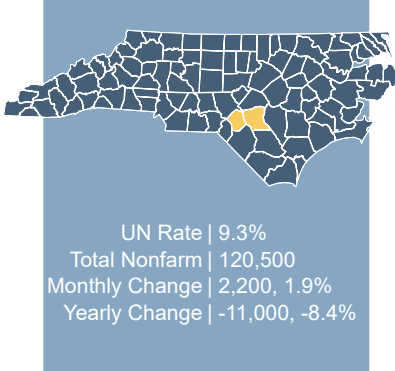 UN Rate | 9.3%
Total Nonfarm | 120,500
Monthly Change | 2,200, 1.9%
Yearly Change | -11,000, -8.4%